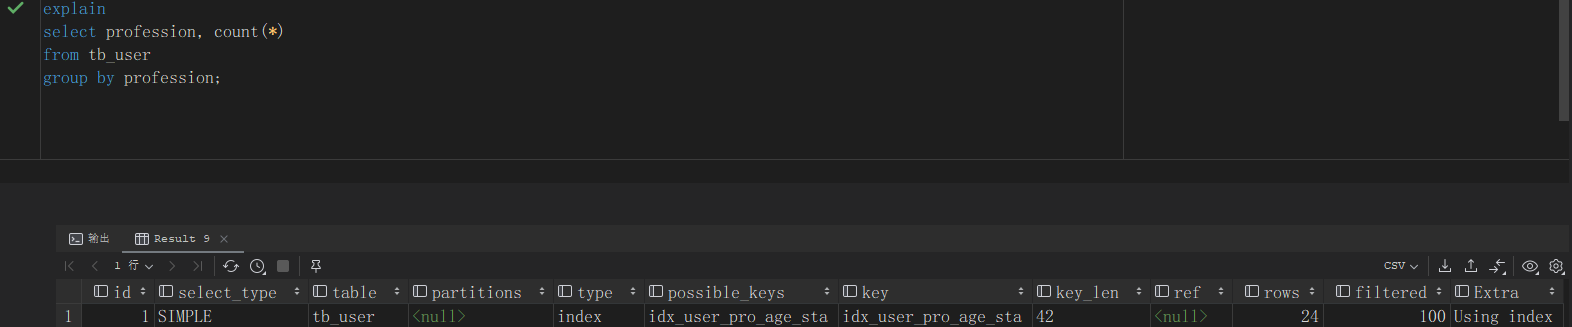 explain
select profession, count(*)
from tb_user
group by profession;
输出 Result 9
1 行 CSV
id select_type table partitions type possible_keys key key_len ref rows filtered Extra
1 1 SIMPLE tb_user <null> index idx_user_pro_age_sta idx_user_pro_age_sta 42 <null> 24 100 Using index